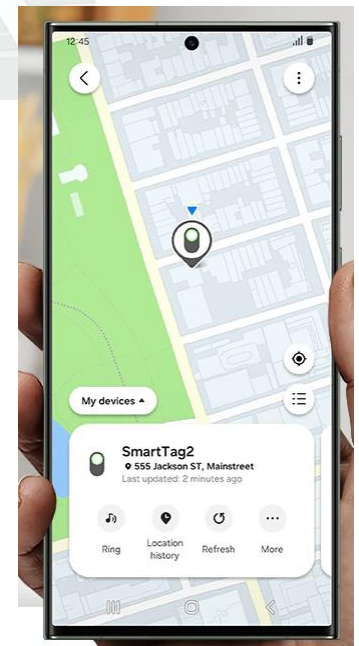 12:45
My devices
SmartTag2
555 Jackson ST, Mainstreet
Last updated: 2 minutes ago
Ring
Location
history
Refresh
More